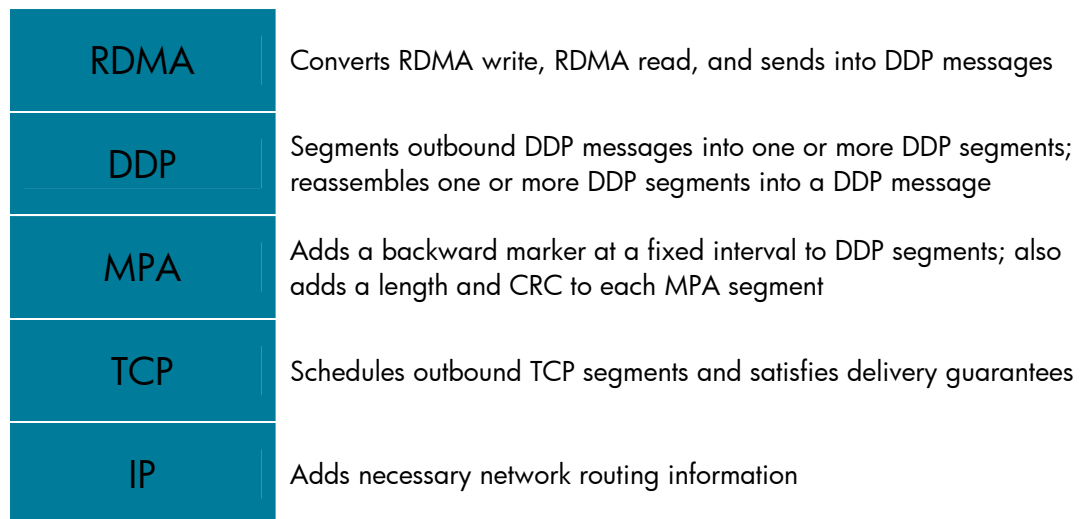 RDMA
Converts RDMA write, RDMA read, and sends into DDP messages
DDP
Segments outbound DDP messages into one or more DDP segments;
reassembles one or more DDP segments into a DDP message
MPA
Adds a backward marker at a fixed interval to DDP segments; also
adds a length and CRC to each MPA segment
TCP
Schedules outbound TCP segments and satisfies delivery guarantees
IP
Adds necessary network routing information